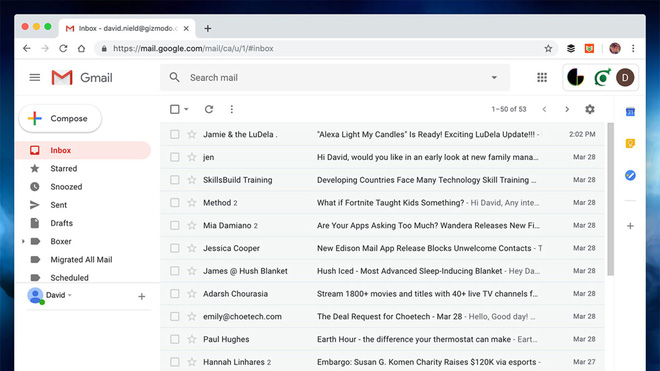 Inbox - david.nield@gizmodo.c
https://mail.google.com/mail/ca/u/1/#inbox
Gmail
Search mail
D
Compose
1–50 of 53
Inbox
Starred
Snoozed
Sent
Drafts
Boxer
Migrated All Mail
Scheduled
David
Jamie & the LuDela . "Alexa Light My Candles" Is Ready! Exciting LuDela Update!!! - 2:02 PM
jen Hi David, would you like in an early look at new family mana... Mar 28
SkillsBuild Training Developing Countries Face Many Technology Skill Training ... Mar 28
Method 2 What if Fortnite Taught Kids Something? - Hi David, Any inte... Mar 28
Mia Damiano 2 Are Your Apps Asking Too Much? Wandera Releases New Fi... Mar 28
Jessica Cooper New Edison Mail App Release Blocks Unwelcome Contacts - T Mar 28
James @ Hush Blanket Hush Iced - Most Advanced Sleep-Inducing Blanket - Hey Da... Mar 28
Adarsh Chourasia Stream 1800+ movies and titles with 40+ live TV channels f... Mar 28
emily@choetech.com The Deal Request for Choetech - Mar 28 - Hello, Good day! ... Mar 28
Paul Hughes Earth Hour - the difference your thermostat can make - Eart... Mar 28
Hannah Linhares 2 Embargo: Susan G. Komen Charity Raises $120K via esports - Mar 27